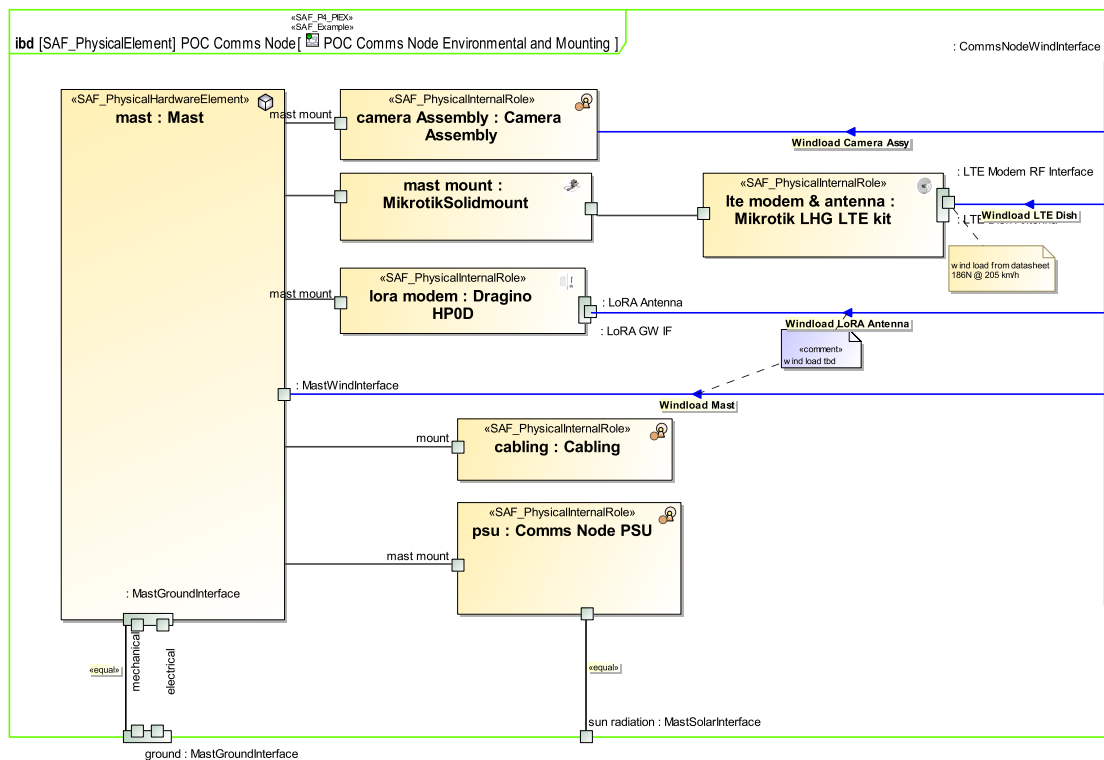 «SAF_P4_PIEX»
«SAF_Example»
ibd [SAF_PhysicalElement] POC Comms Node[ POC Comms Node Environmental and Mounting ]
: CommsNodeWindInterface
«SAF_PhysicalHardwareElement»
mast : Mast
mast mount
«SAF_PhysicalInternalRole»
camera Assembly : Camera
Assembly
Windload Camera Assy
mast mount :
MikrotikSolidmount
«SAF_PhysicalInternalRole»
lte modem & antenna :
Mikrotik LHG LTE kit
: LTE Modem RF Interface
Windload LTE Dish
wind load from datasheet
186N @ 205 km/h
mast mount
«SAF_PhysicalInternalRole»
lora modem : Dragino
HP0D
: LoRA Antenna
: LoRA GW IF
Windload LoRA Antenna
«comment»
wind load tbd
: MastWindInterface
Windload Mast
mount
«SAF_PhysicalInternalRole»
cabling : Cabling
mast mount
«SAF_PhysicalInternalRole»
psu : Comms Node PSU
: MastGroundInterface
mechanical
electrical
«equal»
«equal»
sun radiation : MastSolarInterface
ground : MastGroundInterface